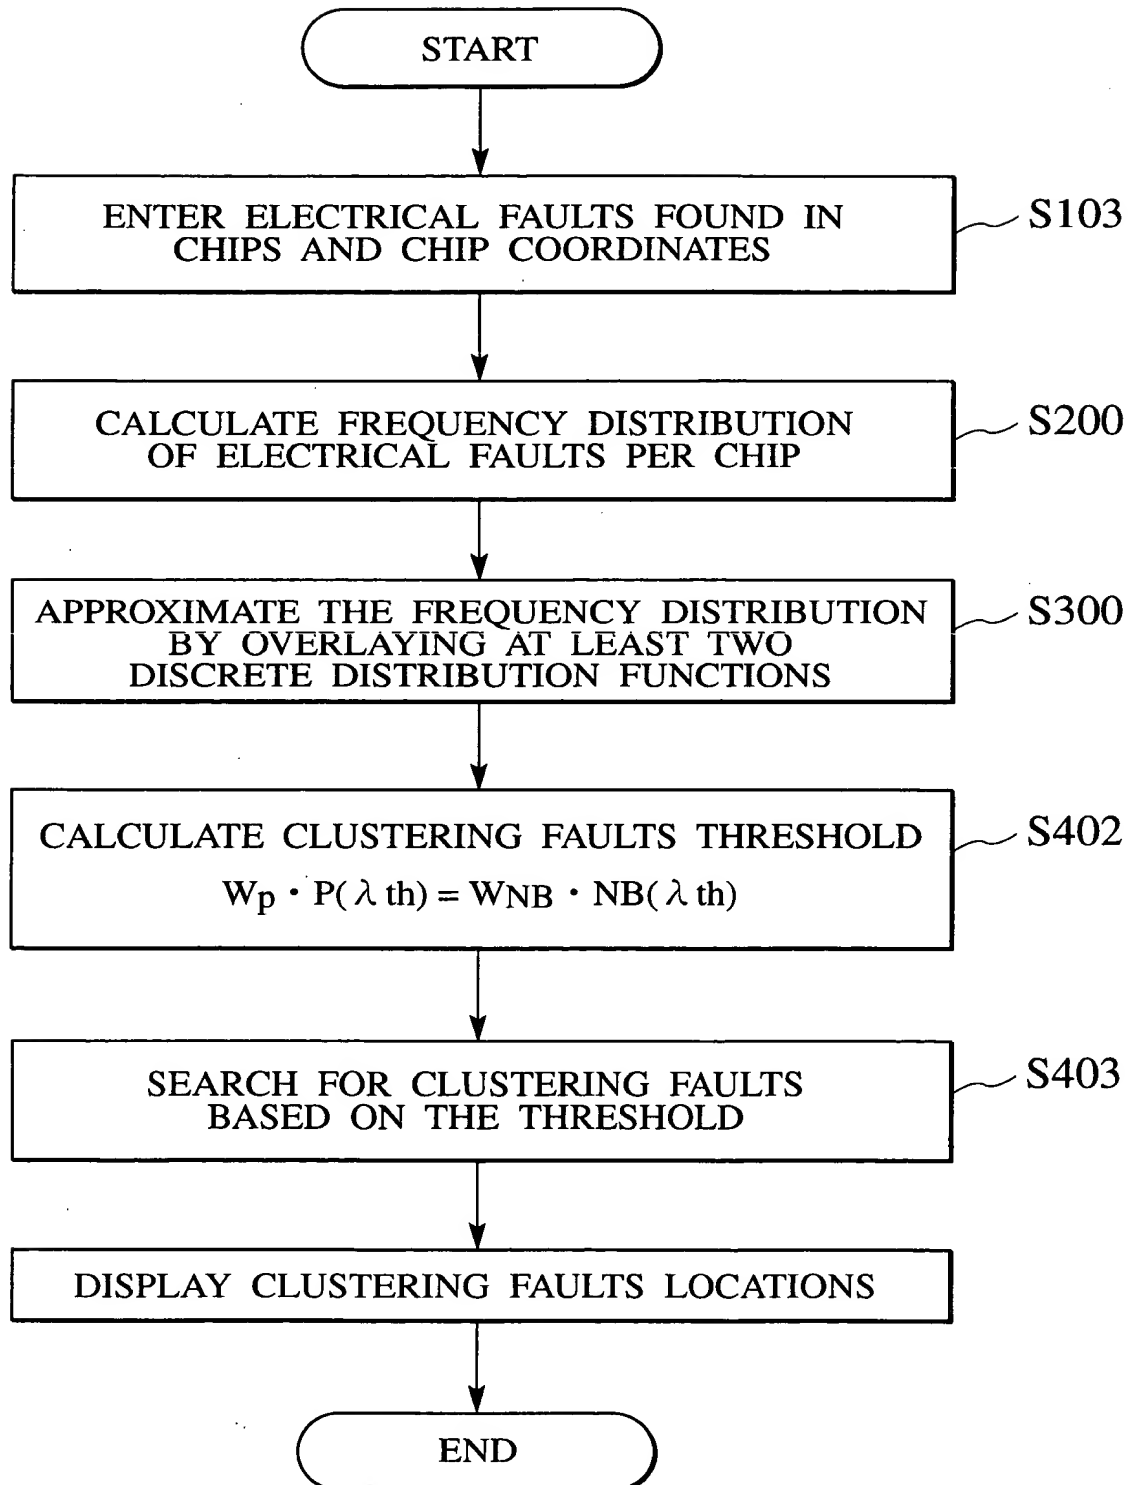 START
ENTER ELECTRICAL FAULTS FOUND IN
CHIPS AND CHIP COORDINATES
S103
CALCULATE FREQUENCY DISTRIBUTION
OF ELECTRICAL FAULTS PER CHIP
S200
APPROXIMATE THE FREQUENCY DISTRIBUTION
BY OVERLAYING AT LEAST TWO
DISCRETE DISTRIBUTION FUNCTIONS
S300
CALCULATE CLUSTERING FAULTS THRESHOLD
Wp・P(λth) = WNB・NB(λth)
S402
SEARCH FOR CLUSTERING FAULTS
BASED ON THE THRESHOLD
S403
DISPLAY CLUSTERING FAULTS LOCATIONS
END